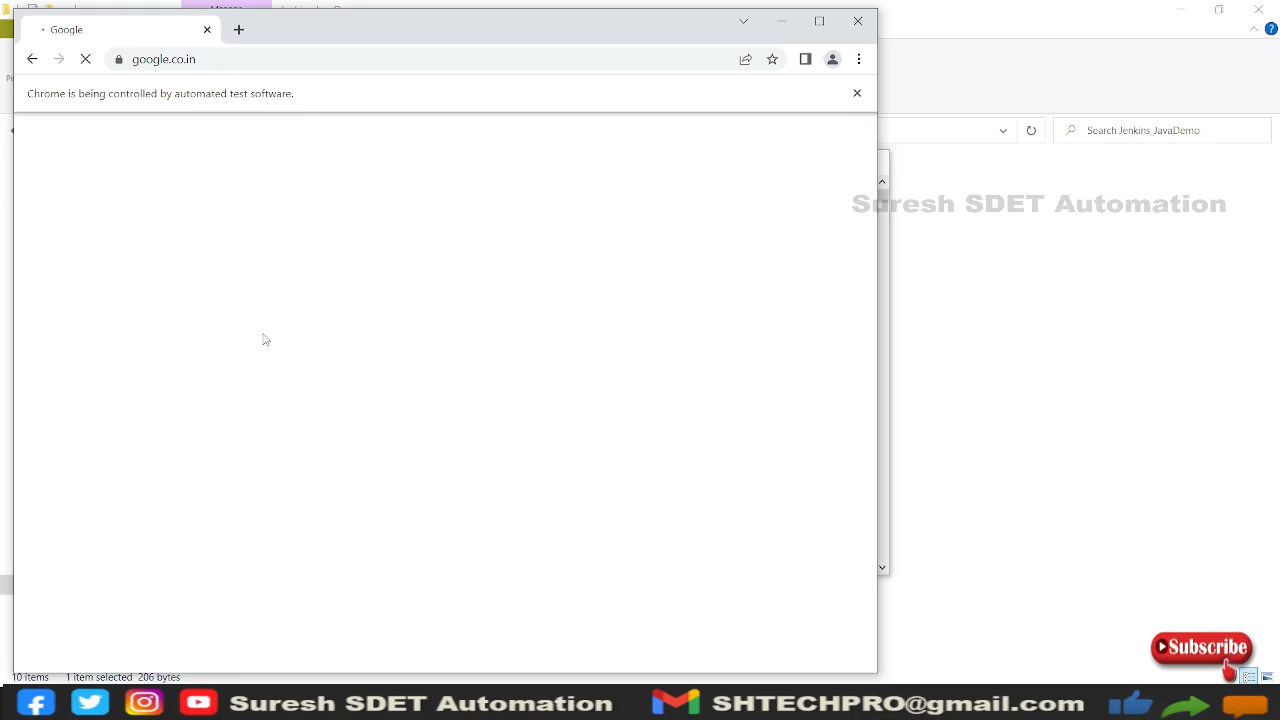 Google
google.co.in
Chrome is being controlled by automated test software.
Search Jenkins_JavaDemo
Suresh SDET Automation
Subscribe
10 items 1 item selected 206 bytes
Suresh SDET Automation SHTECHPRO@gmail.com